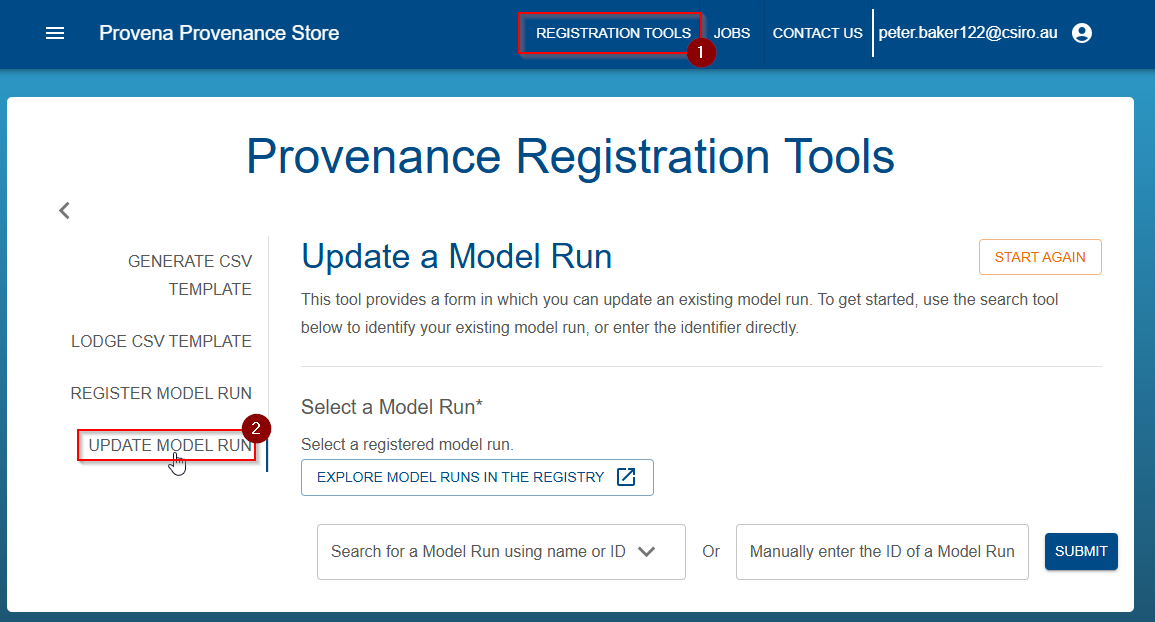 Provena Provenance Store
REGISTRATION TOOLS
1
JOBS
CONTACT US
peter.baker122@csiro.au
Provenance Registration Tools
GENERATE CSV
TEMPLATE
LODGE CSV TEMPLATE
REGISTER MODEL RUN
UPDATE MODEL RUN
2
Update a Model Run
START AGAIN
This tool provides a form in which you can update an existing model run. To get started, use the search tool
below to identify your existing model run, or enter the identifier directly.
Select a Model Run*
Select a registered model run.
EXPLORE MODEL RUNS IN THE REGISTRY
Search for a Model Run using name or ID
Or
Manually enter the ID of a Model Run
SUBMIT